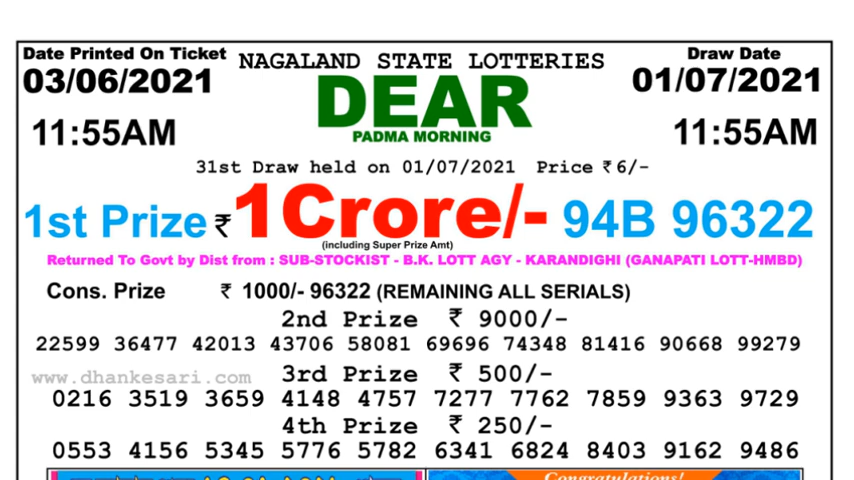 Date Printed On Ticket NAGALAND STATE LOTTERIES Draw Date
03/06/2021 DEAR 01/07/2021
11:55AM PADMA MORNING 11:55AM
31st Draw held on 01/07/2021 Price ₹6/-
1st Prize ₹1Crore/- 94B 96322
(including Super Prize Amt)
Returned To Govt by Dist from : SUB-STOCKIST - B.K. LOTT AGY - KARANDIGHI (GANAPATI LOTT-HMBD)
Cons. Prize ₹ 1000/- 96322 (REMAINING ALL SERIALS)
2nd Prize ₹ 9000/-
22599 36477 42013 43706 58081 69696 74348 81416 90668 99279
www.dhankesari.com 3rd Prize ₹ 500/-
0216 3519 3659 4148 4757 7277 7762 7859 9363 9729
4th Prize ₹ 250/-
0553 4156 5345 5776 5782 6341 6824 8403 9162 9486
Congratulations!